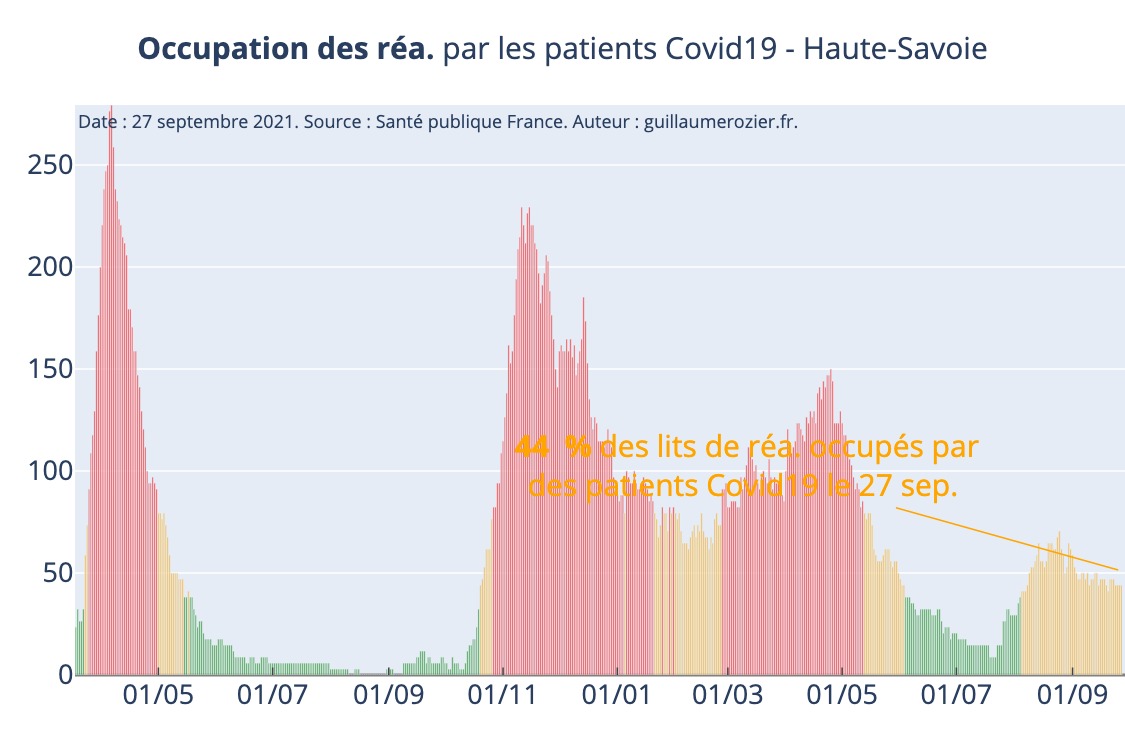 Occupation des réa. par les patients Covid19 - Haute-Savoie
Date : 27 septembre 2021. Source : Santé publique France. Auteur : guillaumerozier.fr.
250
200
150
100
50
0
44 % des lits de réa. occupés par
des patients Covid19 le 27 sep.
01/05 01/07 01/09 01/11 01/01 01/03 01/05 01/07 01/09